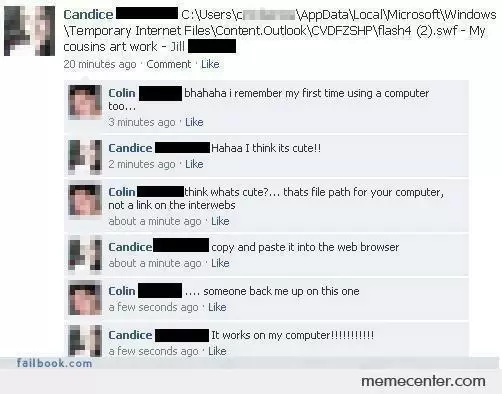 Candice C:\Users\c \AppData\Local\Microsoft\Windows
\Temporary Internet Files\Content.Outlook\CVDFZSHP\flash4 (2).swf - My
cousins art work - Jill
20 minutes ago · Comment · Like
Colin bhahaha i remember my first time using a computer
too...
3 minutes ago · Like
Candice Hahaa I think its cute!!
2 minutes ago · Like
Colin think whats cute?... thats file path for your computer,
not a link on the interwebs
about a minute ago · Like
Candice copy and paste it into the web browser
about a minute ago · Like
Colin .... someone back me up on this one
a few seconds ago · Like
Candice It works on my computer!!!!!!!!!!!
a few seconds ago · Like
failbook.com
memecenter.com